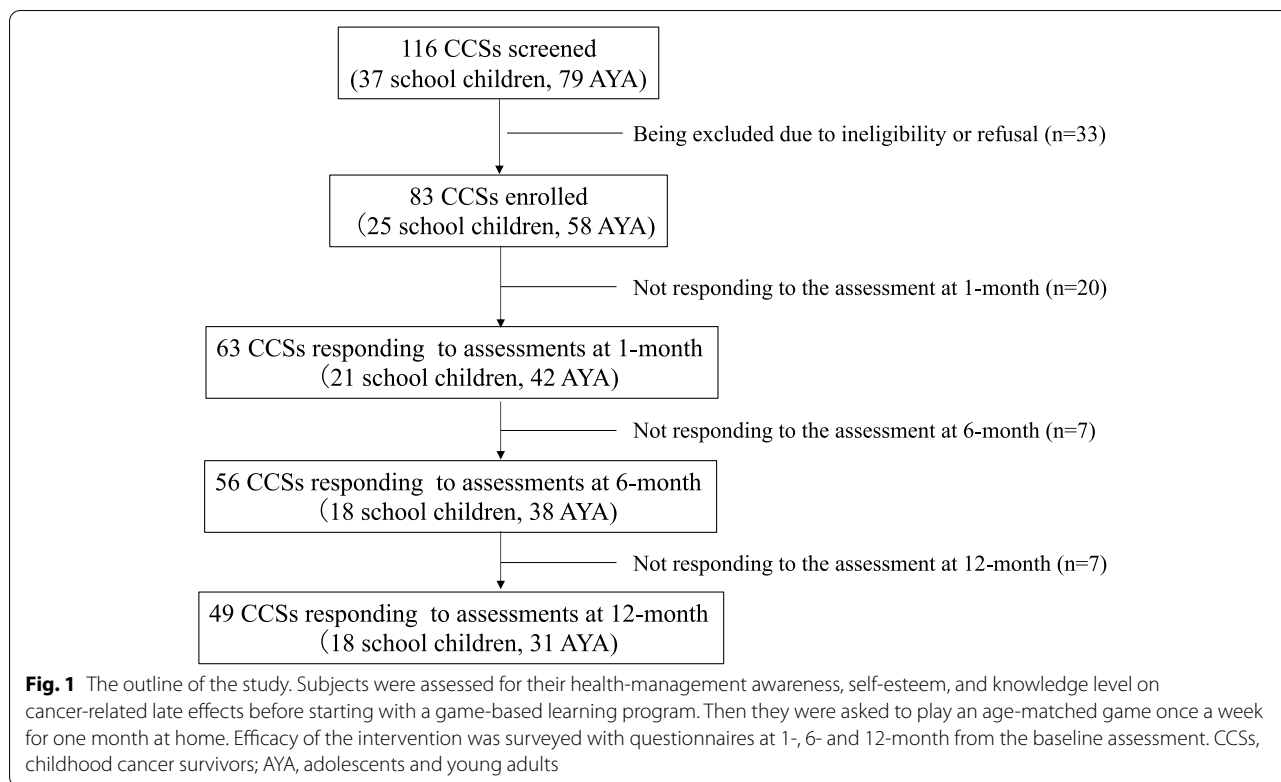 116 CCSs screened
(37 school children, 79 AYA)
Being excluded due to ineligibility or refusal (n=33)
83 CCSs enrolled
(25 school children, 58 AYA)
Not responding to the assessment at 1-month (n=20)
63 CCSs responding to assessments at 1-month
(21 school children, 42 AYA)
Not responding to the assessment at 6-month (n=7)
56 CCSs responding to assessments at 6-month
(18 school children, 38 AYA)
Not responding to the assessment at 12-month (n=7)
49 CCSs responding to assessments at 12-month
(18 school children, 31 AYA)
Fig. 1 The outline of the study. Subjects were assessed for their health-management awareness, self-esteem, and knowledge level on
cancer-related late effects before starting with a game-based learning program. Then they were asked to play an age-matched game once a week
for one month at home. Efficacy of the intervention was surveyed with questionnaires at 1-, 6- and 12-month from the baseline assessment. CCSs,
childhood cancer survivors; AYA, adolescents and young adults